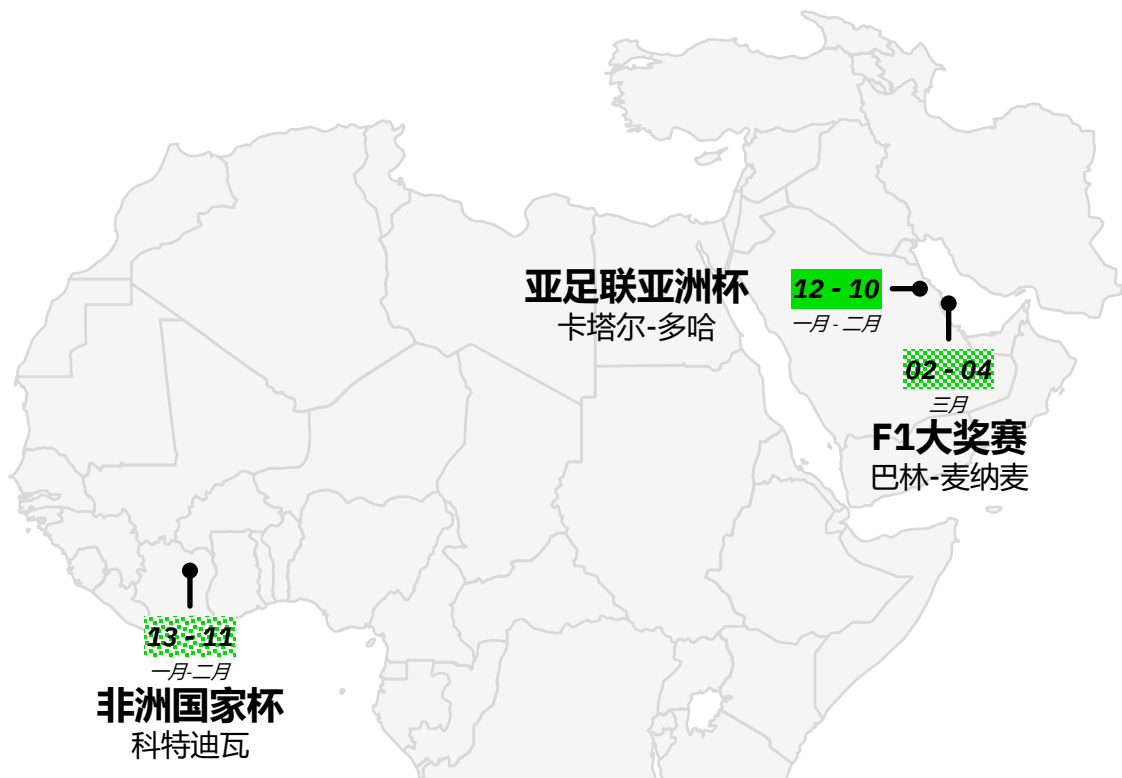 亚足联亚洲杯
卡塔尔-多哈
12 - 10
一月 - 二月
02 - 04
三月
F1大奖赛
巴林-麦纳麦
13 - 11
一月-二月
非洲国家杯
科特迪瓦